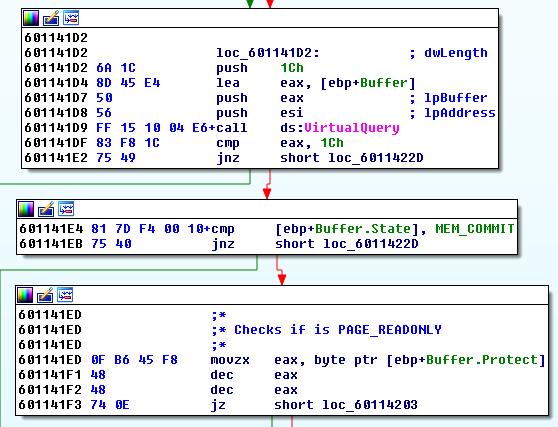 601141D2
601141D2 loc_601141D2: ; dwLength
601141D2 6A 1C push 1Ch
601141D4 8D 45 E4 lea eax, [ebp+Buffer]
601141D7 50 push eax ; lpBuffer
601141D8 56 push esi ; lpAddress
601141D9 FF 15 10 04 E6+call ds:VirtualQuery
601141DF 83 F8 1C cmp eax, 1Ch
601141E2 75 49 jnz short loc_6011422D
601141E4 81 7D F4 00 10+cmp [ebp+Buffer.State], MEM_COMMIT
601141EB 75 40 jnz short loc_6011422D
601141ED ;*
601141ED ;* Checks if is PAGE_READONLY
601141ED ;*
601141ED 0F B6 45 F8 movzx eax, byte ptr [ebp+Buffer.Protect]
601141F1 48 dec eax
601141F2 48 dec eax
601141F3 74 0E jz short loc_60114203